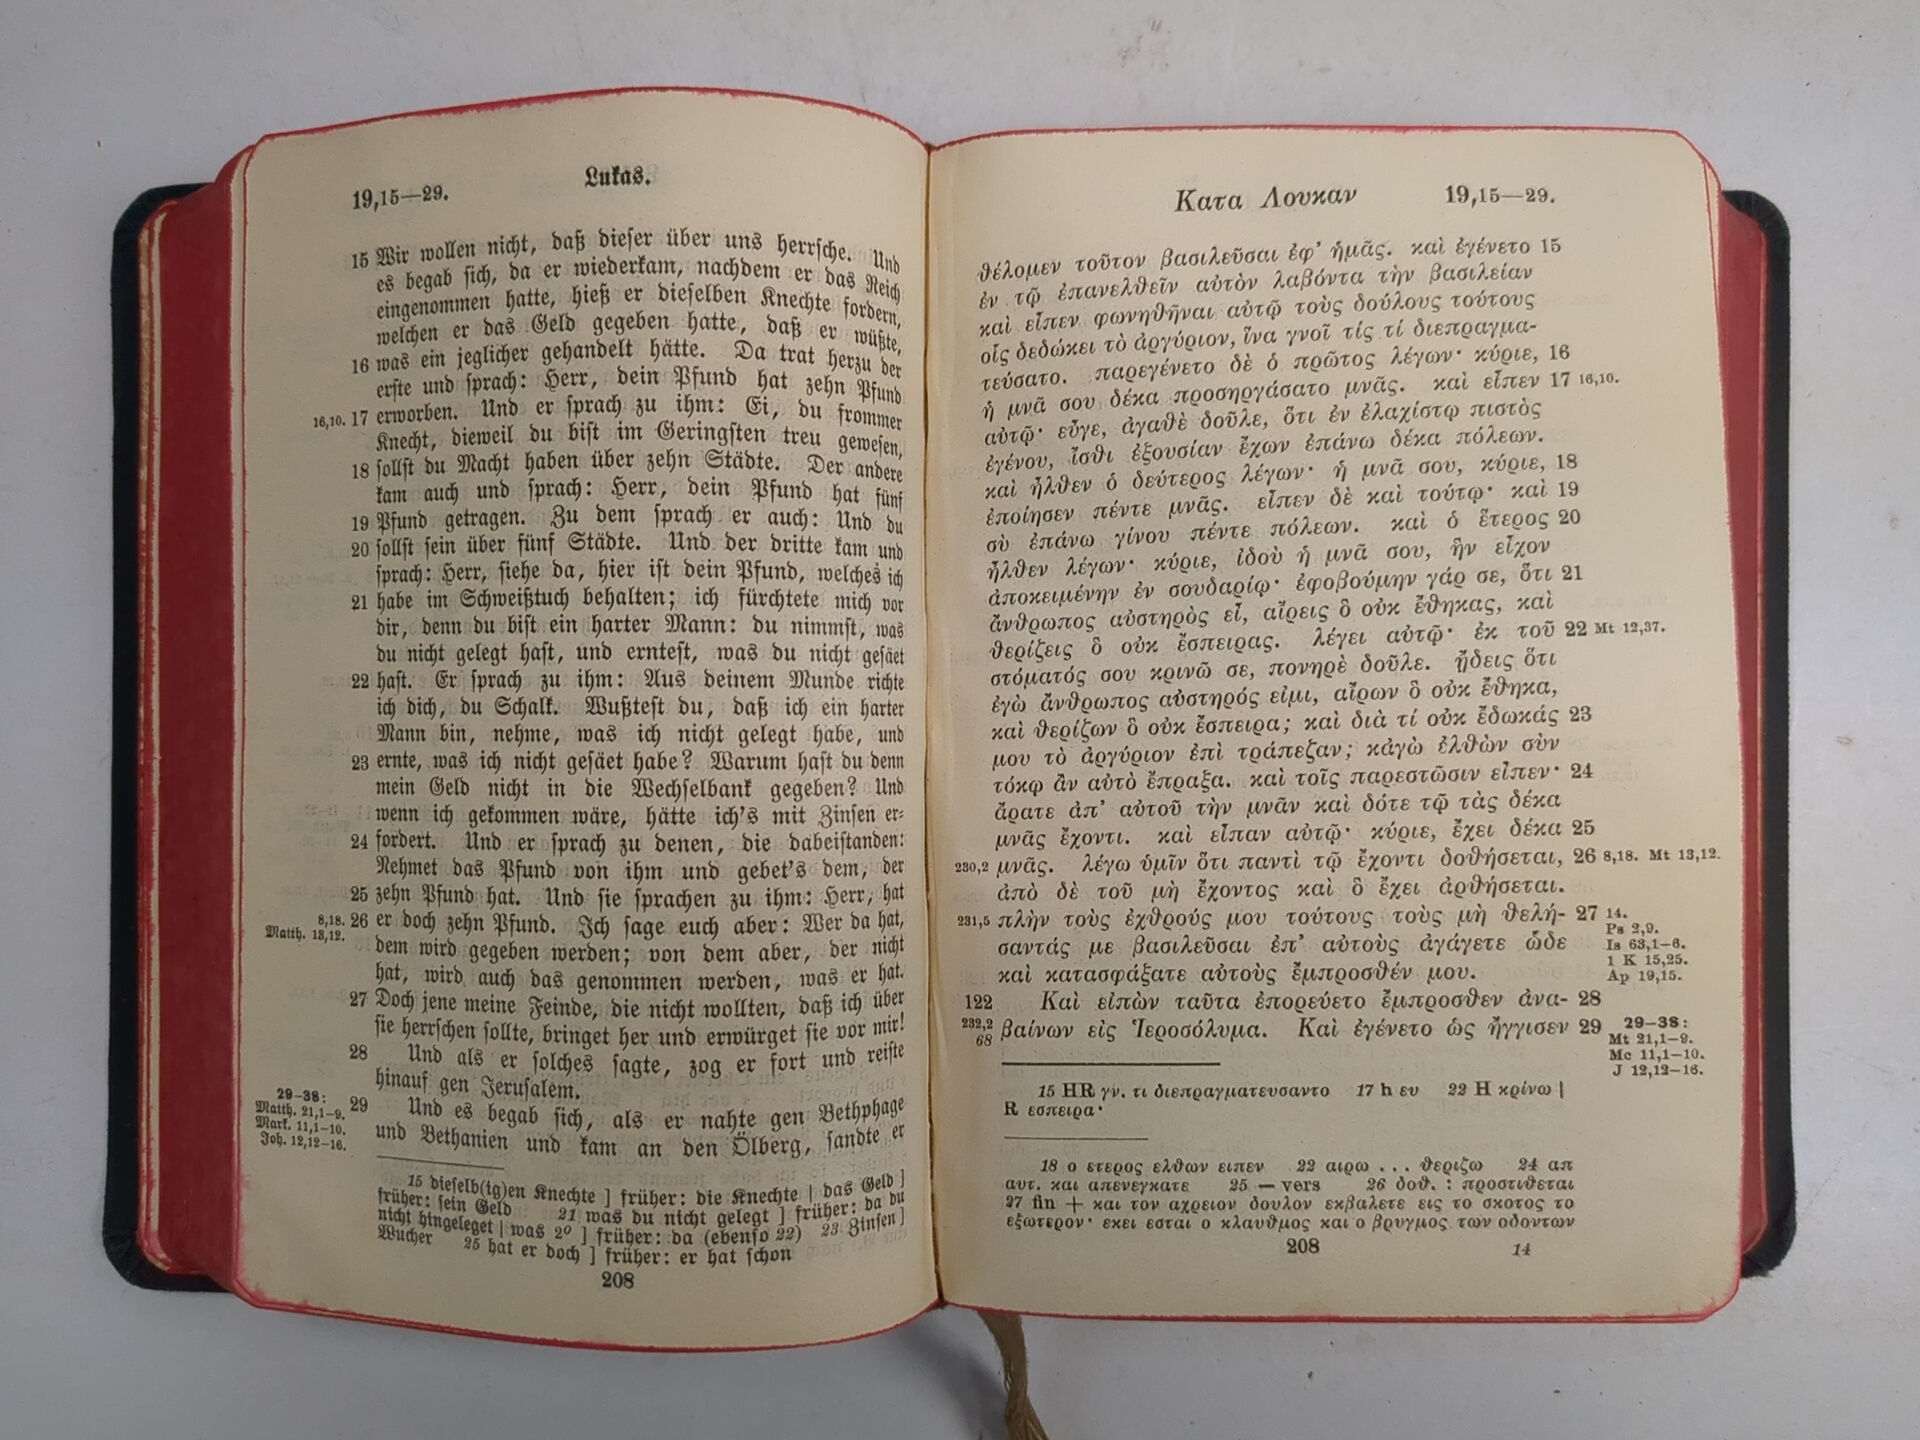 19,15—29.
Lukas.
15 Wir wollen nicht, daß dieser über uns herrsche. Und
es begab sich, da er wiederkam, nachdem er das Reich
eingenommen hatte, hieß er dieselben Knechte fordern,
welchen er das Geld gegeben hatte, daß er wüßte,
16 was ein jeglicher gehandelt hätte. Da trat herzu der
erste und sprach: Herr, dein Pfund hat zehn Pfund
16,10. 17 erworben. Und er sprach zu ihm: Ei, du frommer
Knecht, dieweil du bist im Geringsten treu gewesen,
18 sollst du Macht haben über zehn Städte. Der andere
kam auch und sprach: Herr, dein Pfund hat fünf
19 Pfund getragen. Zu dem sprach er auch: Und du
20 sollst sein über fünf Städte. Und der dritte kam und
sprach: Herr, siehe da, hier ist dein Pfund, welches ich
21 habe im Schweißtuch behalten; ich fürchtete mich vor
dir, denn du bist ein harter Mann: du nimmst, was
du nicht gelegt hast, und erntest, was du nicht gesäet
22 hast. Er sprach zu ihm: Aus deinem Munde richte
ich dich, du Schalk. Wußtest du, daß ich ein harter
Mann bin, nehme, was ich nicht gelegt habe, und
23 ernte, was ich nicht gesäet habe? Warum hast du denn
mein Geld nicht in die Wechselbank gegeben? Und
wenn ich gekommen wäre, hätte ich's mit Zinsen er-
24 fordert. Und er sprach zu denen, die dabeistanden:
Nehmet das Pfund von ihm und gebet's dem, der
25 zehn Pfund hat. Und sie sprachen zu ihm: Herr, hat
8,18. 26 er doch zehn Pfund. Ich sage euch aber: Wer da hat,
Matth. 13,12.
dem wird gegeben werden; von dem aber, der nicht
hat, wird auch das genommen werden, was er hat.
27 Doch jene meine Feinde, die nicht wollten, daß ich über
sie herrschen sollte, bringet her und erwürget sie vor mir!
28 Und als er solches sagte, zog er fort und reiste
hinauf gen Jerusalem.
29–38:
Matth. 21,1–9.
Mark. 11,1–10.
Joh. 12,12–16.
29 Und es begab sich, als er nahte gen Bethphage
und Bethanien und kam an den Ölberg, sandte er
15 dieselb(ig)en Knechte ] früher: die Knechte | das Geld ]
früher: sein Geld 21 was du nicht gelegt ] früher: da du
nicht hingeleget | was 2⁰ ] früher: da (ebenso 22) 23 Zinsen ]
Wucher 25 hat er doch ] früher: er hat schon
208
Κατα Λουκαν 19,15—29.
θέλομεν τοῦτον βασιλεῦσαι ἐφ' ἡμᾶς. καὶ ἐγένετο 15
ἐν τῷ ἐπανελθεῖν αὐτὸν λαβόντα τὴν βασιλείαν
καὶ εἶπεν φωνηθῆναι αὐτῷ τοὺς δούλους τούτους
οἷς δεδώκει τὸ ἀργύριον, ἵνα γνοῖ τίς τί διεπραγμα-
τεύσατο. παρεγένετο δὲ ὁ πρῶτος λέγων· κύριε, 16
ἡ μνᾶ σου δέκα προσηργάσατο μνᾶς. καὶ εἶπεν 17 16,10.
αὐτῷ· εὖγε, ἀγαθὲ δοῦλε, ὅτι ἐν ἐλαχίστῳ πιστὸς
ἐγένου, ἴσθι ἐξουσίαν ἔχων ἐπάνω δέκα πόλεων.
καὶ ἦλθεν ὁ δεύτερος λέγων· ἡ μνᾶ σου, κύριε, 18
ἐποίησεν πέντε μνᾶς. εἶπεν δὲ καὶ τούτῳ· καὶ 19
σὺ ἐπάνω γίνου πέντε πόλεων. καὶ ὁ ἕτερος 20
ἦλθεν λέγων· κύριε, ἰδοὺ ἡ μνᾶ σου, ἣν εἶχον
ἀποκειμένην ἐν σουδαρίῳ· ἐφοβούμην γάρ σε, ὅτι 21
ἄνθρωπος αὐστηρὸς εἶ, αἴρεις ὃ οὐκ ἔθηκας, καὶ
θερίζεις ὃ οὐκ ἔσπειρας. λέγει αὐτῷ· ἐκ τοῦ 22 Mt 12,37.
στόματός σου κρινῶ σε, πονηρὲ δοῦλε. ᾔδεις ὅτι
ἐγὼ ἄνθρωπος αὐστηρός εἰμι, αἴρων ὃ οὐκ ἔθηκα,
καὶ θερίζων ὃ οὐκ ἔσπειρα; καὶ διὰ τί οὐκ ἔδωκάς 23
μου τὸ ἀργύριον ἐπὶ τράπεζαν; κἀγὼ ἐλθὼν σὺν
τόκῳ ἂν αὐτὸ ἔπραξα. καὶ τοῖς παρεστῶσιν εἶπεν· 24
ἄρατε ἀπ' αὐτοῦ τὴν μνᾶν καὶ δότε τῷ τὰς δέκα
μνᾶς ἔχοντι. καὶ εἶπαν αὐτῷ· κύριε, ἔχει δέκα 25
230,2 μνᾶς. λέγω ὑμῖν ὅτι παντὶ τῷ ἔχοντι δοθήσεται, 26 8,18. Mt 13,12.
ἀπὸ δὲ τοῦ μὴ ἔχοντος καὶ ὃ ἔχει ἀρθήσεται.
231,5 πλὴν τοὺς ἐχθρούς μου τούτους τοὺς μὴ θελή- 27 14.
Ps 2,9.
σαντάς με βασιλεῦσαι ἐπ' αὐτοὺς ἀγάγετε ὧδε
Is 63,1–6.
1 K 15,25.
καὶ κατασφάξατε αὐτοὺς ἔμπροσθέν μου.
Ap 19,15.
122 Καὶ εἰπὼν ταῦτα ἐπορεύετο ἔμπροσθεν ἀνα- 28
232,2 βαίνων εἰς Ἱεροσόλυμα. Καὶ ἐγένετο ὡς ἤγγισεν 29 29–38:
68
Mt 21,1–9.
Mc 11,1–10.
J 12,12–16.
15 HR γν. τι διεπραγματευσαντο 17 h ευ 22 H κρίνω |
R εσπειρα·
18 ο ετερος ελθων ειπεν 22 αιρω . . . θεριζω 24 απ
αυτ. και απενεγκατε 25 — vers 26 δοθ. : προστιθεται
27 fin + και τον αχρειον δουλον εκβαλετε εις το σκοτος το
εξωτερον· εκει εσται ο κλαυθμος και ο βρυγμος των οδοντων
208 14